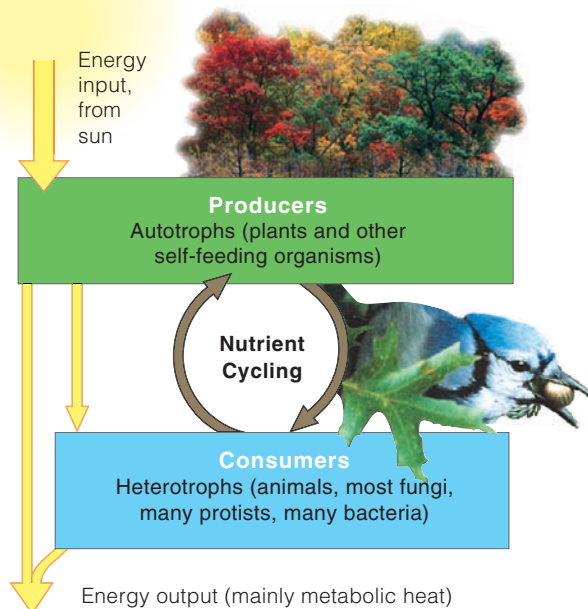 Energy
input,
from
sun
Producers
Autotrophs (plants and other
self-feeding organisms)
Nutrient
Cycling
Consumers
Heterotrophs (animals, most fungi,
many protists, many bacteria)
Energy output (mainly metabolic heat)